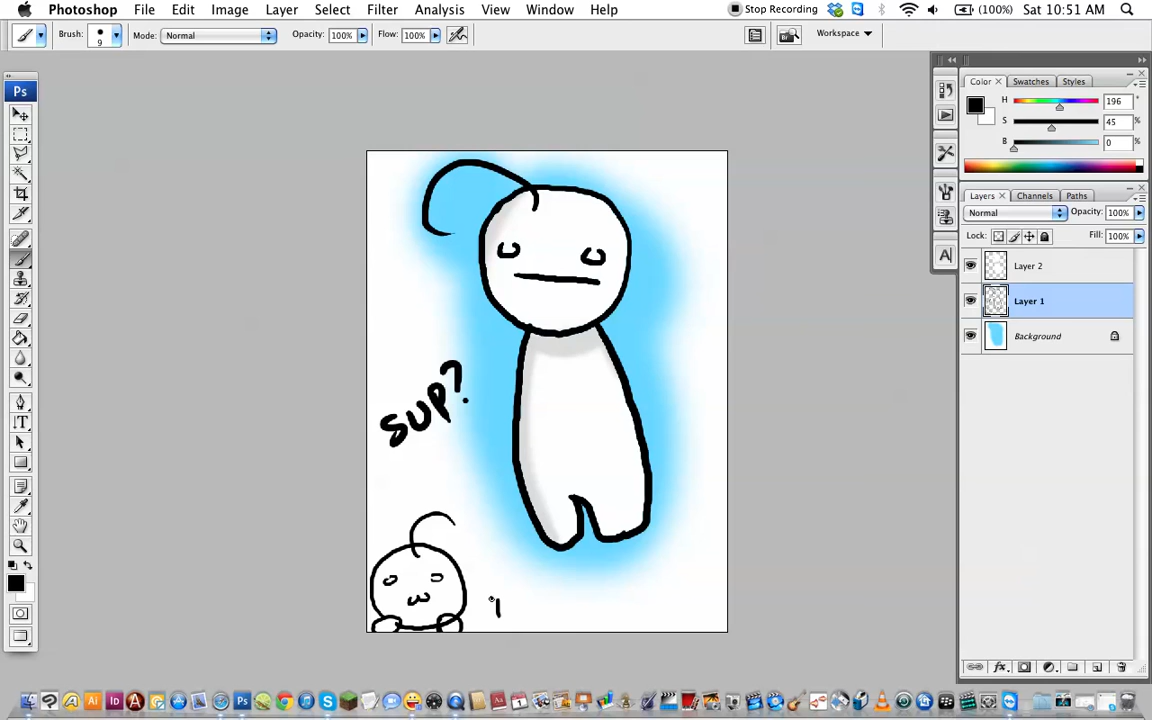 Photoshop File Edit Image Layer Select Filter Analysis View Window Help Stop Recording (100%) Sat 10:51 AM
Brush: 9 Mode: Normal Opacity: 100% Flow: 100% Workspace
Ps
Color Swatches Styles
H 196 °
S 45 %
B 0 %
Layers Channels Paths
Normal Opacity: 100%
Lock: Fill: 100%
Layer 2
Layer 1
Background
sup?